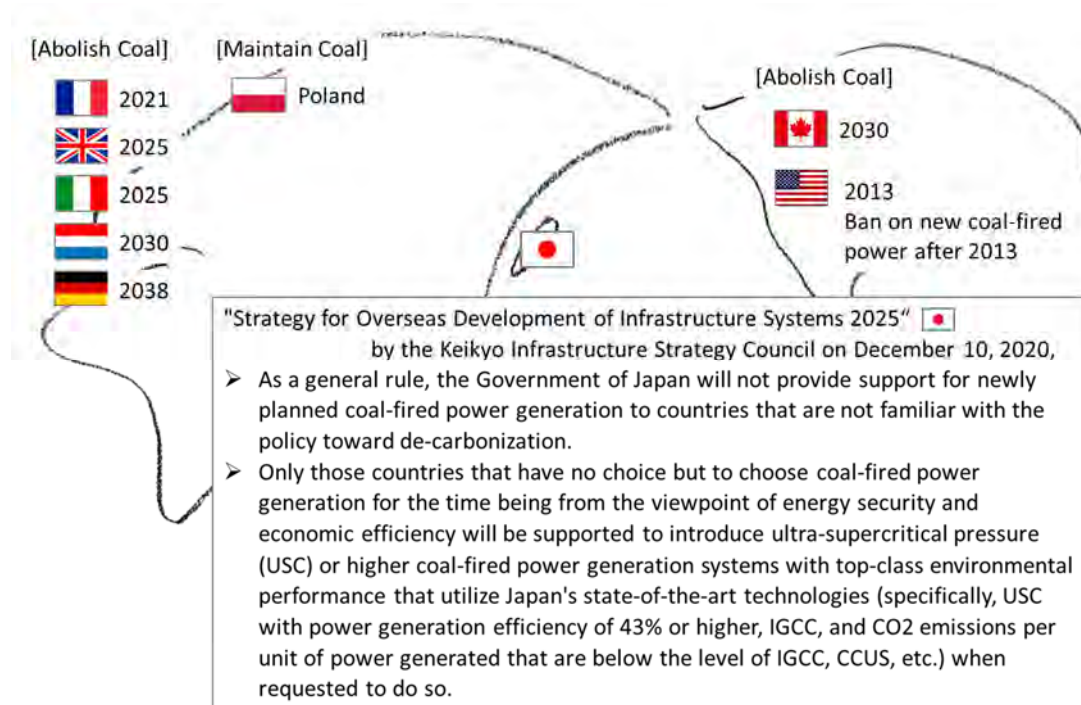 [Abolish Coal]
2021
2025
2025
2030
2038
[Maintain Coal]
Poland
[Abolish Coal]
2030
2013
Ban on new coal-fired
power after 2013
"Strategy for Overseas Development of Infrastructure Systems 2025“
by the Keikyo Infrastructure Strategy Council on December 10, 2020,
➢ As a general rule, the Government of Japan will not provide support for newly
planned coal-fired power generation to countries that are not familiar with the
policy toward de-carbonization.
➢ Only those countries that have no choice but to choose coal-fired power
generation for the time being from the viewpoint of energy security and
economic efficiency will be supported to introduce ultra-supercritical pressure
(USC) or higher coal-fired power generation systems with top-class environmental
performance that utilize Japan's state-of-the-art technologies (specifically, USC
with power generation efficiency of 43% or higher, IGCC, and CO2 emissions per
unit of power generated that are below the level of IGCC, CCUS, etc.) when
requested to do so.